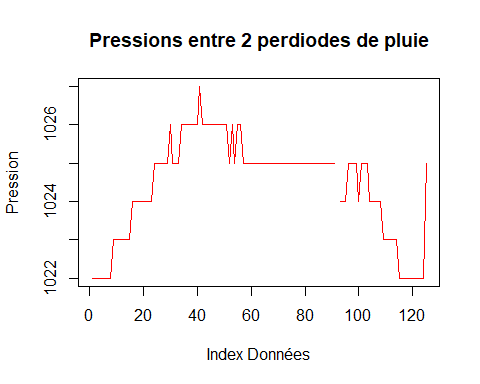 Pressions entre 2 perdiodes de pluie
Pression
1026
1024
1022
0 20 40 60 80 100 120
Index Données